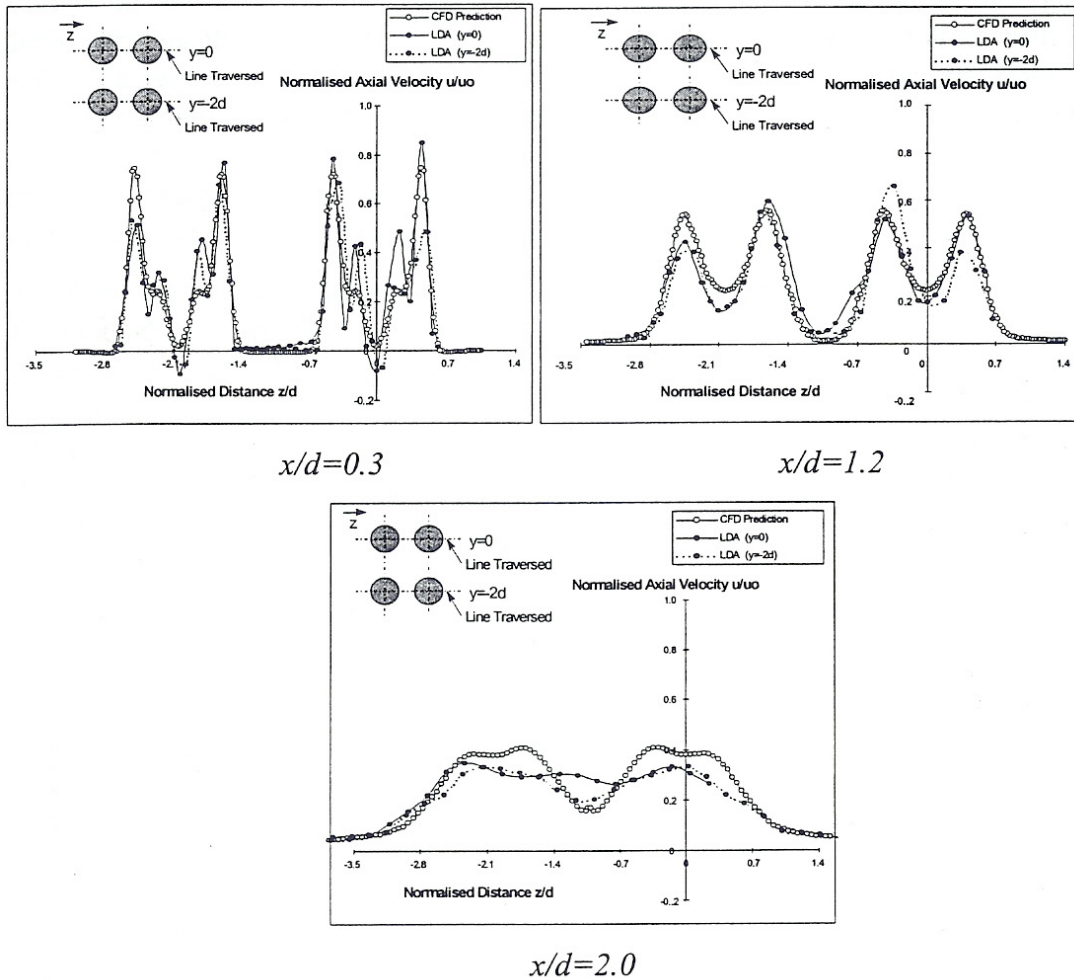 z
CFD Prediction
LDA (y=0)
LDA (y=-2d)
y=0
Line Traversed
y=-2d
Line Traversed
Normalised Axial Velocity u/uo
1.0
0.8
0.6
0.4
0.2
0
-0.2
-3.5 -2.8 -2.1 -1.4 -0.7 0.7 1.4
Normalised Distance z/d
x/d=0.3
z
CFD Prediction
LDA (y=0)
LDA (y=-2d)
y=0
Line Traversed
y=-2d
Line Traversed
Normalised Axial Velocity u/uo
1.0
0.8
0.6
0.4
0.2
0
-0..2
-3.5 -2.8 -2.1 -1.4 -0.7 0.7 1.4
Normalised Distance z/d
x/d=1.2
z
CFD Prediction
LDA (y=0)
LDA (y=-2d)
y=0
Line Traversed
y=-2d
Line Traversed
Normalised Axial Velocity u/uo
1.0
0.8
0.6
0.2
0
-0..2
-3.5 -2.8 -2.1 -1.4 -0.7 0 0.7 1.4
Normalised Distance z/d
x/d=2.0